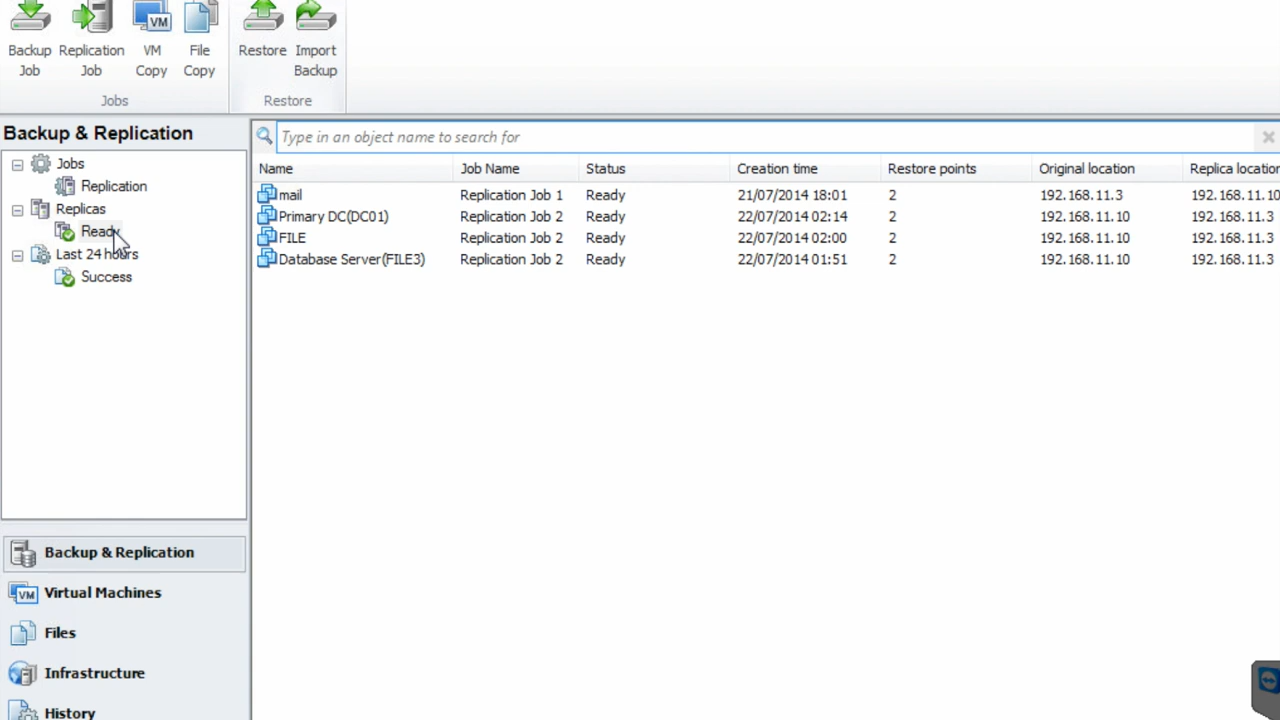 Backup Job
Replication Job
VM Copy
File Copy
Restore
Import Backup
Jobs
Restore
Backup & Replication
Jobs
Replication
Replicas
Ready
Last 24 hours
Success
Type in an object name to search for
Name Job Name Status Creation time Restore points Original location Replica location
mail Replication Job 1 Ready 21/07/2014 18:01 2 192.168.11.3 192.168.11.10
Primary DC(DC01) Replication Job 2 Ready 22/07/2014 02:14 2 192.168.11.10 192.168.11.3
FILE Replication Job 2 Ready 22/07/2014 02:00 2 192.168.11.10 192.168.11.3
Database Server(FILE3) Replication Job 2 Ready 22/07/2014 01:51 2 192.168.11.10 192.168.11.3
Backup & Replication
VM Virtual Machines
Files
Infrastructure
History